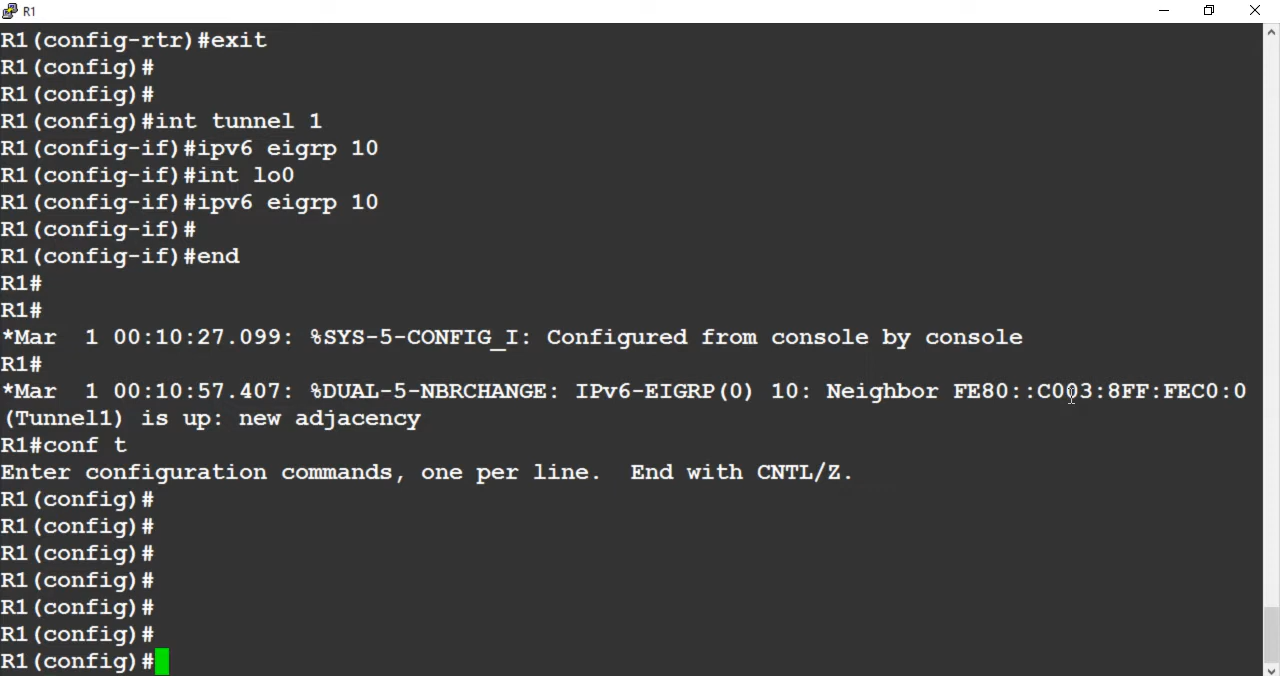 R1
R1(config-rtr)#exit
R1(config)#
R1(config)#
R1(config)#int tunnel 1
R1(config-if)#ipv6 eigrp 10
R1(config-if)#int lo0
R1(config-if)#ipv6 eigrp 10
R1(config-if)#
R1(config-if)#end
R1#
R1#
*Mar  1 00:10:27.099: %SYS-5-CONFIG_I: Configured from console by console
R1#
*Mar  1 00:10:57.407: %DUAL-5-NBRCHANGE: IPv6-EIGRP(0) 10: Neighbor FE80::C003:8FF:FEC0:0
(Tunnel1) is up: new adjacency
R1#conf t
Enter configuration commands, one per line.  End with CNTL/Z.
R1(config)#
R1(config)#
R1(config)#
R1(config)#
R1(config)#
R1(config)#
R1(config)#